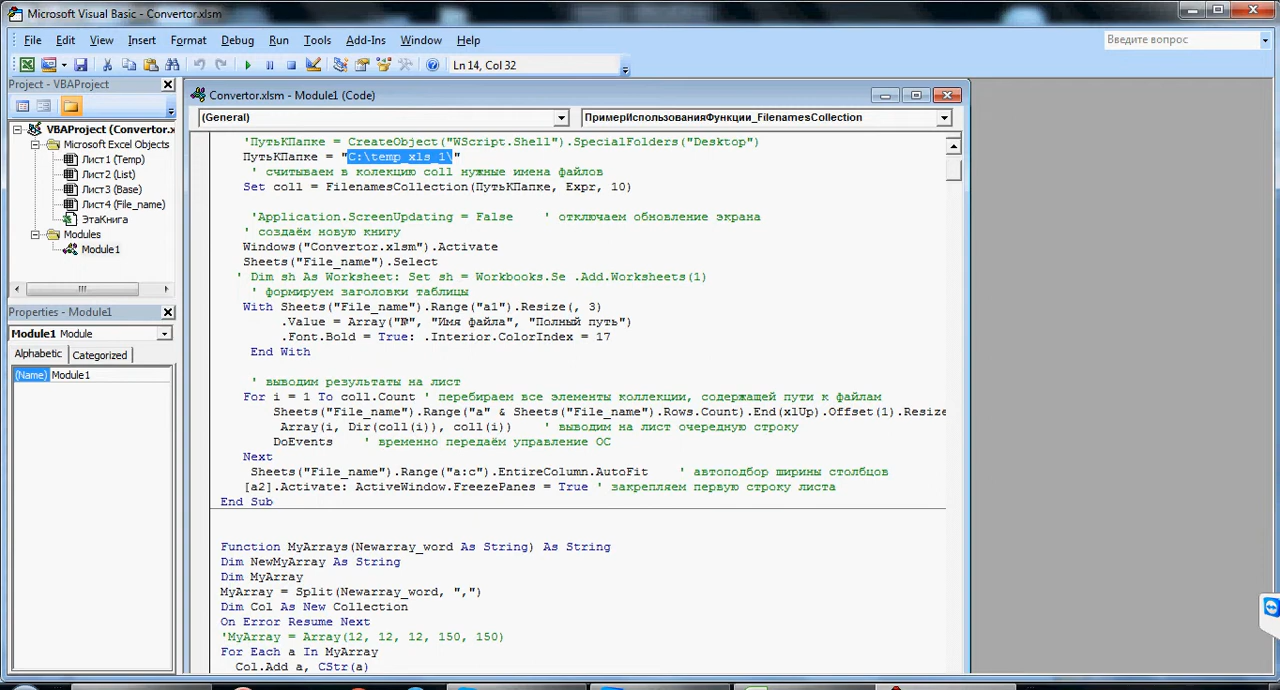 Microsoft Visual Basic - Convertor.xlsm
File Edit View Insert Format Debug Run Tools Add-Ins Window Help
Введите вопрос
Ln 14, Col 32
Project - VBAProject
VBAProject (Convertor.x
Microsoft Excel Objects
Лист1 (Temp)
Лист2 (List)
Лист3 (Base)
Лист4 (File_name)
ЭтаКнига
Modules
Module1
Properties - Module1
Module1 Module
Alphabetic Categorized
(Name) Module1
Convertor.xlsm - Module1 (Code)
(General) ПримерИспользованияФункции_FilenamesCollection
'ПутьКПапке = CreateObject("WScript.Shell").SpecialFolders("Desktop")
ПутьКПапке = "C:\temp_xls_1\"
' считываем в колекцию coll нужные имена файлов
Set coll = FilenamesCollection(ПутьКПапке, Expr, 10)
'Application.ScreenUpdating = False ' отключаем обновление экрана
' создаём новую книгу
Windows("Convertor.xlsm").Activate
Sheets("File_name").Select
' Dim sh As Worksheet: Set sh = Workbooks.Se .Add.Worksheets(1)
' формируем заголовки таблицы
With Sheets("File_name").Range("a1").Resize(, 3)
.Value = Array("№", "Имя файла", "Полный путь")
.Font.Bold = True: .Interior.ColorIndex = 17
End With
' выводим результаты на лист
For i = 1 To coll.Count ' перебираем все элементы коллекции, содержащей пути к файлам
Sheets("File_name").Range("a" & Sheets("File_name").Rows.Count).End(xlUp).Offset(1).Resize
Array(i, Dir(coll(i)), coll(i)) ' выводим на лист очередную строку
DoEvents ' временно передаём управление ОС
Next
Sheets("File_name").Range("a:c").EntireColumn.AutoFit ' автоподбор ширины столбцов
[a2].Activate: ActiveWindow.FreezePanes = True ' закрепляем первую строку листа
End Sub
Function MyArrays(Newarray_word As String) As String
Dim NewMyArray As String
Dim MyArray
MyArray = Split(Newarray_word, ",")
Dim Col As New Collection
On Error Resume Next
'MyArray = Array(12, 12, 12, 150, 150)
For Each a In MyArray
Col.Add a, CStr(a)